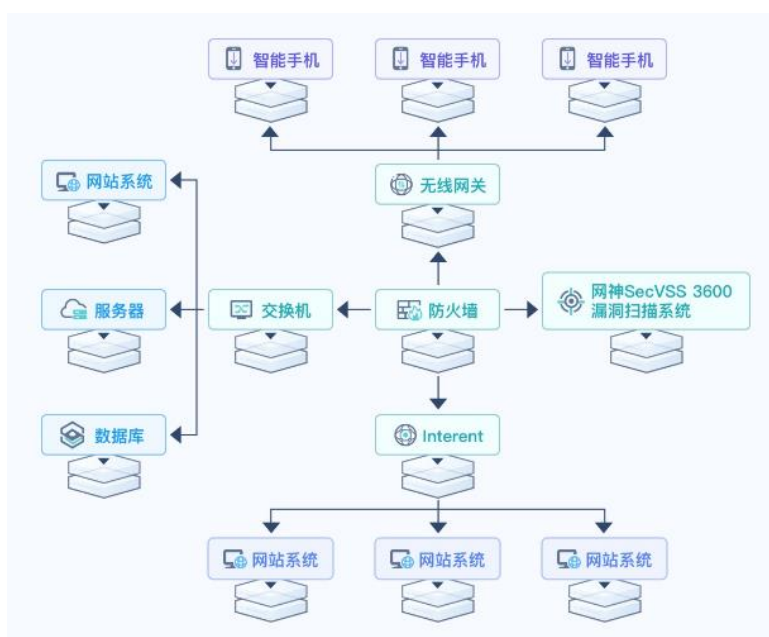 智能手机
智能手机
智能手机
网站系统
无线网关
服务器
交换机
防火墙
网神SecVSS 3600
漏洞扫描系统
数据库
Interent
网站系统
网站系统
网站系统